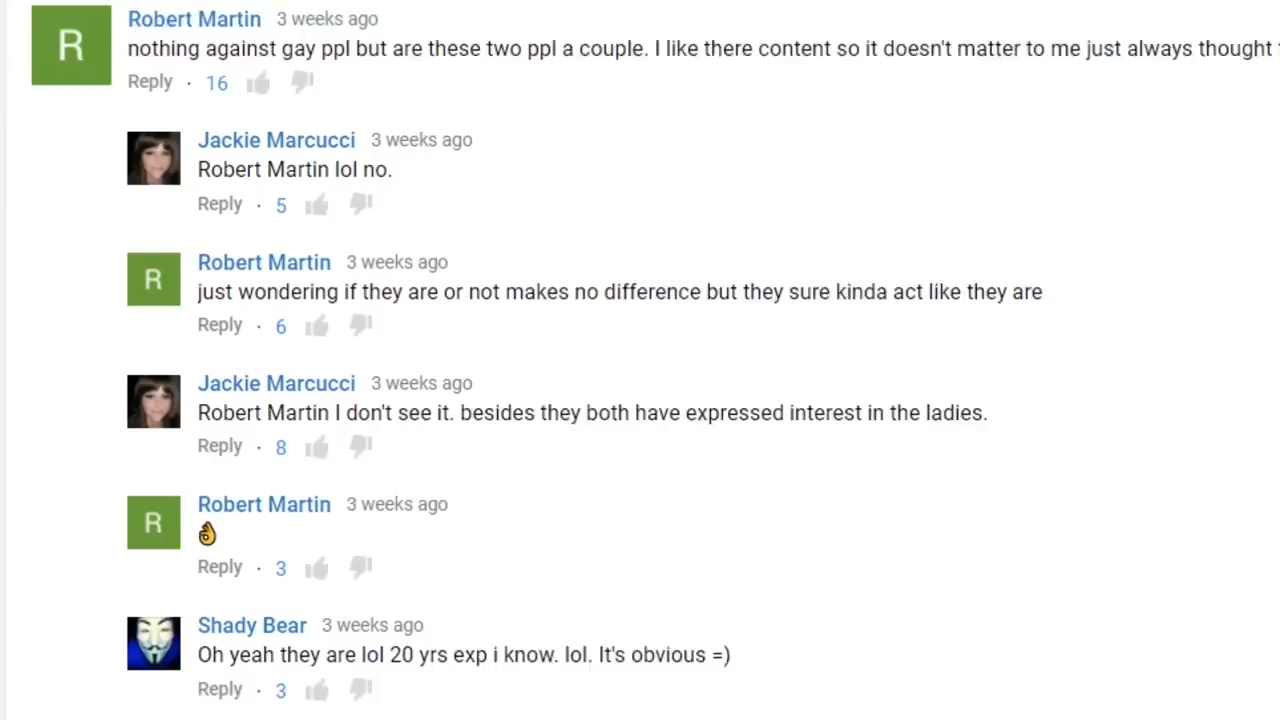 R
Robert Martin 3 weeks ago
nothing against gay ppl but are these two ppl a couple. I like there content so it doesn't matter to me just always thought
Reply · 16
Jackie Marcucci 3 weeks ago
Robert Martin lol no.
Reply · 5
R
Robert Martin 3 weeks ago
just wondering if they are or not makes no difference but they sure kinda act like they are
Reply · 6
Jackie Marcucci 3 weeks ago
Robert Martin I don't see it. besides they both have expressed interest in the ladies.
Reply · 8
R
Robert Martin 3 weeks ago
👌
Reply · 3
Shady Bear 3 weeks ago
Oh yeah they are lol 20 yrs exp i know. lol. It's obvious =)
Reply · 3